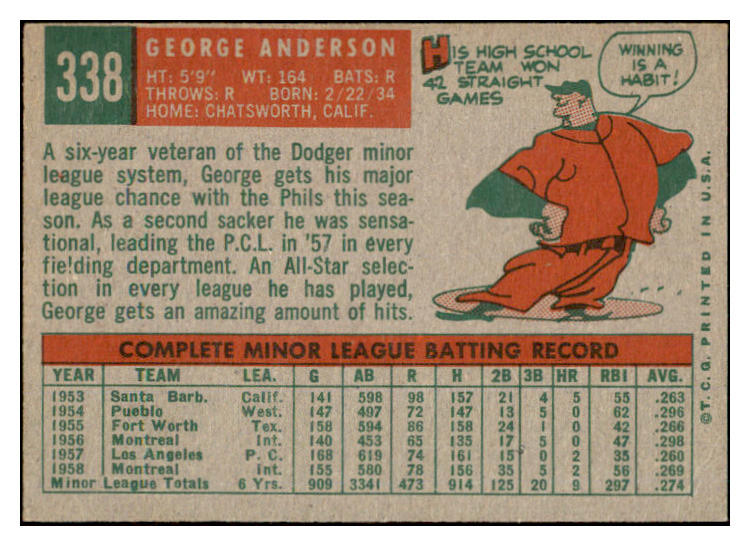 338
GEORGE ANDERSON
HT: 5'9" WT: 164 BATS: R
THROWS: R BORN: 2/22/34
HOME: CHATSWORTH, CALIF.
HIS HIGH SCHOOL
TEAM WON
42 STRAIGHT
GAMES
WINNING
IS A
HABIT!
A six-year veteran of the Dodger minor
league system, George gets his major
league chance with the Phils this sea-
son. As a second sacker he was sensa-
tional, leading the P.C.L. in '57 in every
fielding department. An All-Star selec-
tion in every league he has played,
George gets an amazing amount of hits.
COMPLETE MINOR LEAGUE BATTING RECORD
YEAR TEAM LEA. G AB R H 2B 3B HR RBI AVG.
1953 Santa Barb. Calif. 141 598 98 157 21 4 5 55 .263
1954 Pueblo West. 147 497 72 147 13 5 0 62 .296
1955 Fort Worth Tex. 158 594 86 158 24 1 0 42 .266
1956 Montreal Int. 140 453 65 135 17 5 0 47 .298
1957 Los Angeles P. C. 168 619 74 161 15 0 2 35 .260
1958 Montreal Int. 155 580 78 156 35 5 2 56 .269
Minor League Totals 6 Yrs. 909 3341 473 914 125 20 9 297 .274
©T.C.G. PRINTED IN U.S.A.